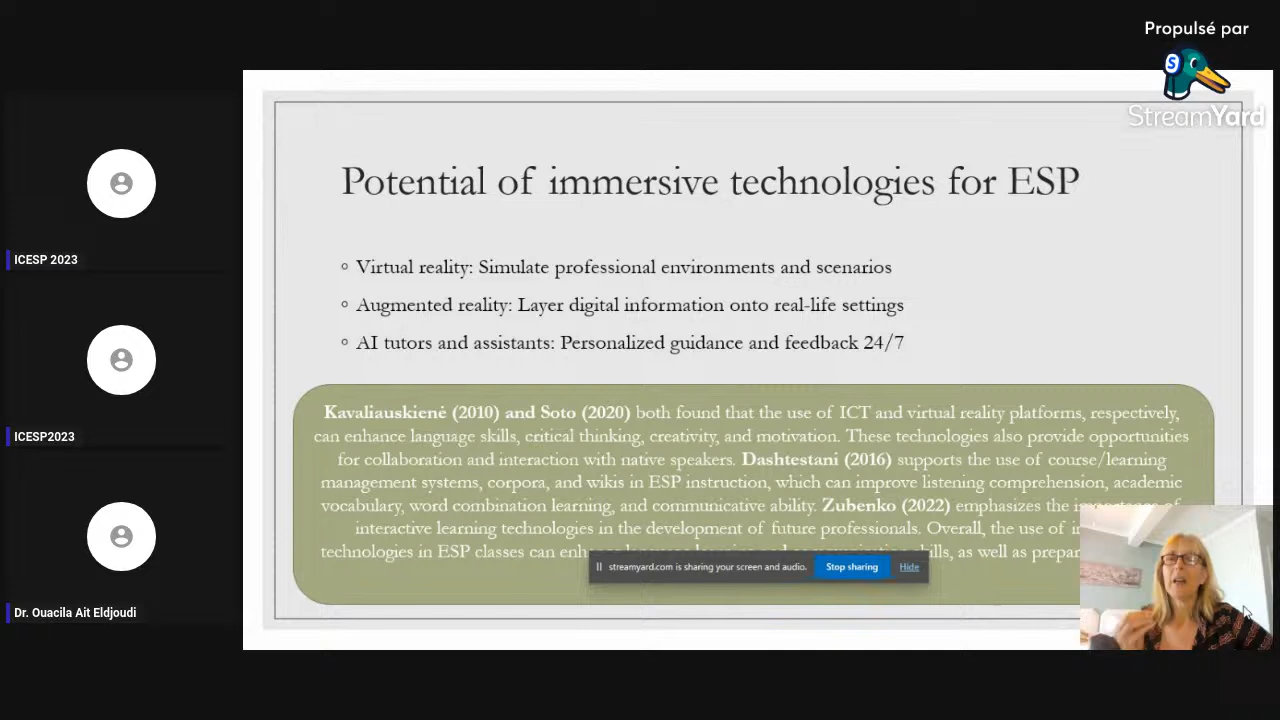 Propulsé par
StreamYard
ICESP 2023
ICESP2023
Dr. Ouacila Ait Eldjoudi
Potential of immersive technologies for ESP
Virtual reality: Simulate professional environments and scenarios
Augmented reality: Layer digital information onto real-life settings
AI tutors and assistants: Personalized guidance and feedback 24/7
Kavaliauskienė (2010) and Soto (2020) both found that the use of ICT and virtual reality platforms, respectively,
can enhance language skills, critical thinking, creativity, and motivation. These technologies also provide opportunities
for collaboration and interaction with native speakers. Dashtestani (2016) supports the use of course/learning
management systems, corpora, and wikis in ESP instruction, which can improve listening comprehension, academic
vocabulary, word combination learning, and communicative ability. Zubenko (2022) emphasizes the importance of
interactive learning technologies in the development of future professionals. Overall, the use of
technologies in ESP classes can as well as
streamyard.com is sharing your screen and audio. Stop sharing Hide